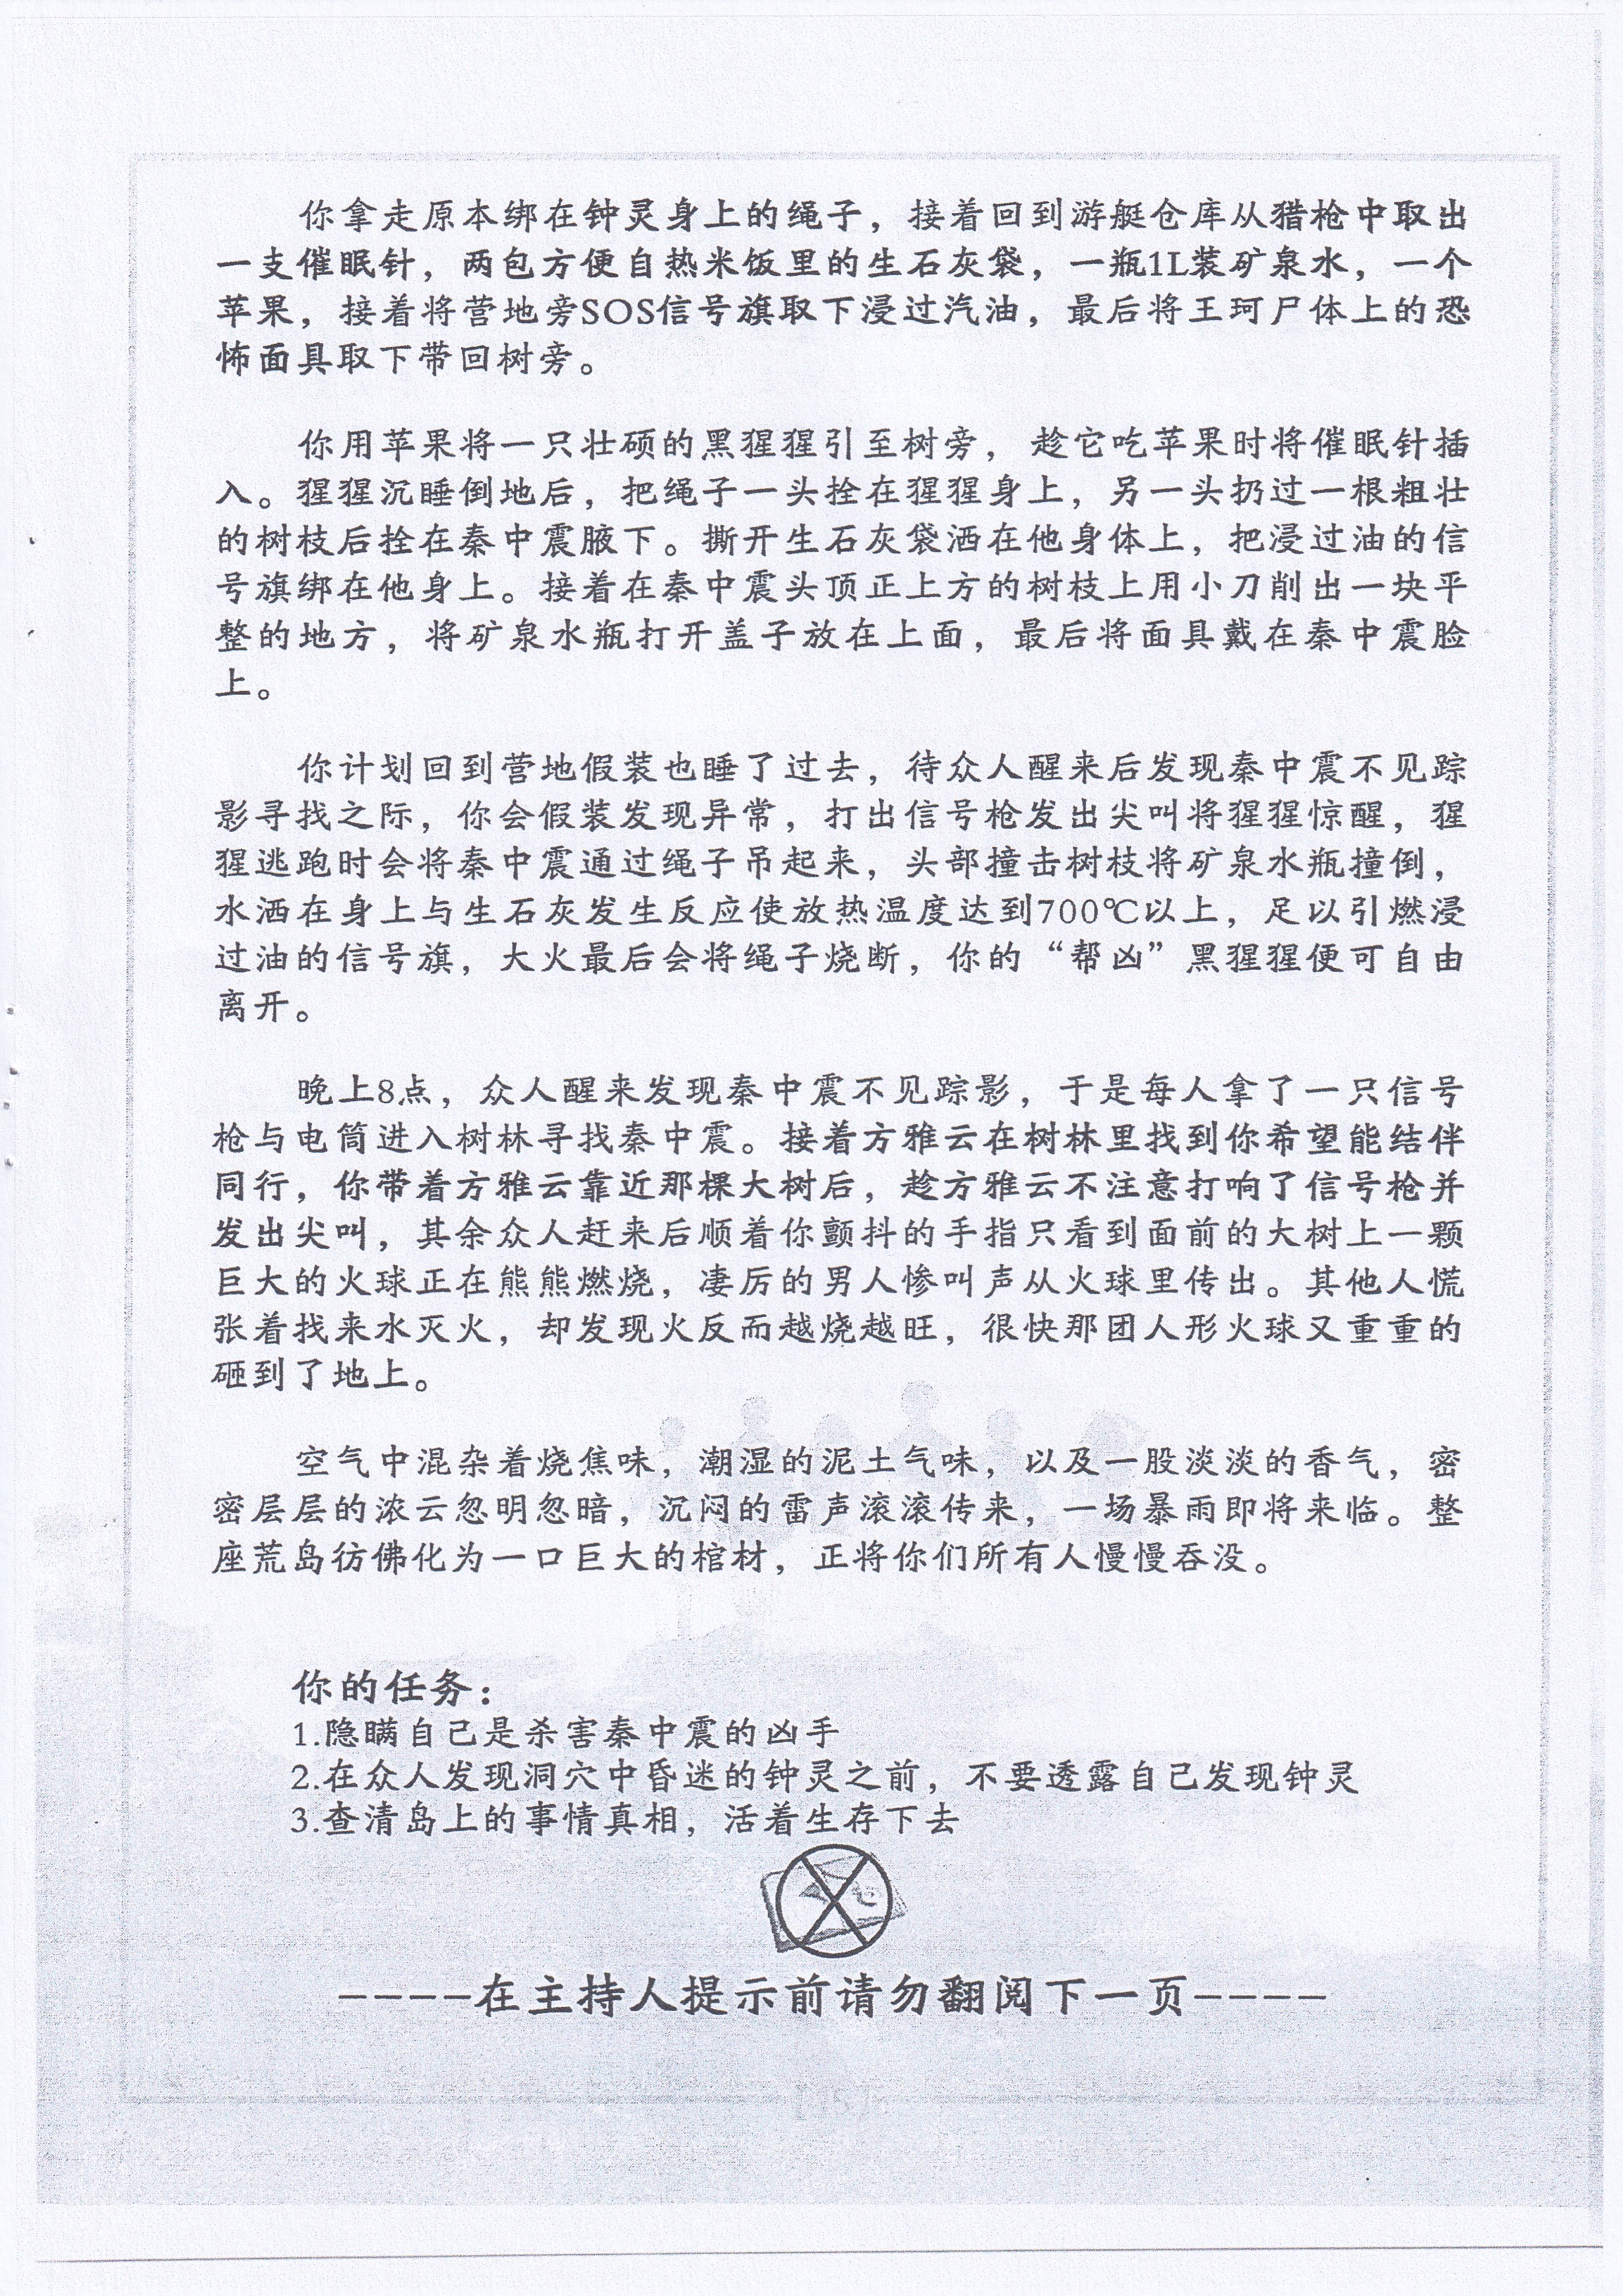 你拿走原本绑在钟灵身上的绳子，接着回到游艇仓库从猎枪中取出
一支催眠针，两包方便自热米饭里的生石灰袋，一瓶1L装矿泉水，一个
苹果，接着将营地旁SOS信号旗取下浸过汽油，最后将王珂尸体上的恐
怖面具取下带回树旁。
你用苹果将一只壮硕的黑猩猩引至树旁，趁它吃苹果时将催眠针插
入。猩猩沉睡倒地后，把绳子一头拴在猩猩身上，另一头扔过一根粗壮
的树枝后拴在秦中震腋下。撕开生石灰袋洒在他身体上，把浸过油的信
号旗绑在他身上。接着在秦中震头顶正上方的树枝上用小刀削出一块平
整的地方，将矿泉水瓶打开盖子放在上面，最后将面具戴在秦中震脸
上。
你计划回到营地假装也睡了过去，待众人醒来后发现秦中震不见踪
影寻找之际，你会假装发现异常，打出信号枪发出尖叫将猩猩惊醒，猩
猩逃跑时会将秦中震通过绳子吊起来，头部撞击树枝将矿泉水瓶撞倒，
水洒在身上与生石灰发生反应使放热温度达到700℃以上，足以引燃浸
过油的信号旗，大火最后会将绳子烧断，你的“帮凶”黑猩猩便可自由
离开。
晚上8点，众人醒来发现秦中震不见踪影，于是每人拿了一只信号
枪与电筒进入树林寻找秦中震。接着方雅云在树林里找到你希望能结伴
同行，你带着方雅云靠近那棵大树后，趁方雅云不注意打响了信号枪并
发出尖叫，其余众人赶来后顺着你颤抖的手指只看到面前的大树上一颗
巨大的火球正在熊熊燃烧，凄厉的男人惨叫声从火球里传出。其他人慌
张着找来水灭火，却发现火反而越烧越旺，很快那团人形火球又重重的
砸到了地上。
空气中混杂着烧焦味，潮湿的泥土气味，以及一股淡淡的香气，密
密层层的浓云忽明忽暗，沉闷的雷声滚滚传来，一场暴雨即将来临。整
座荒岛彷佛化为一口巨大的棺材，正将你们所有人慢慢吞没。
你的任务：
1.隐瞒自己是杀害秦中震的凶手
2.在众人发现洞穴中昏迷的钟灵之前，不要透露自己发现钟灵
3.查清岛上的事情真相，活着生存下去
----在主持人提示前请勿翻阅下一页----